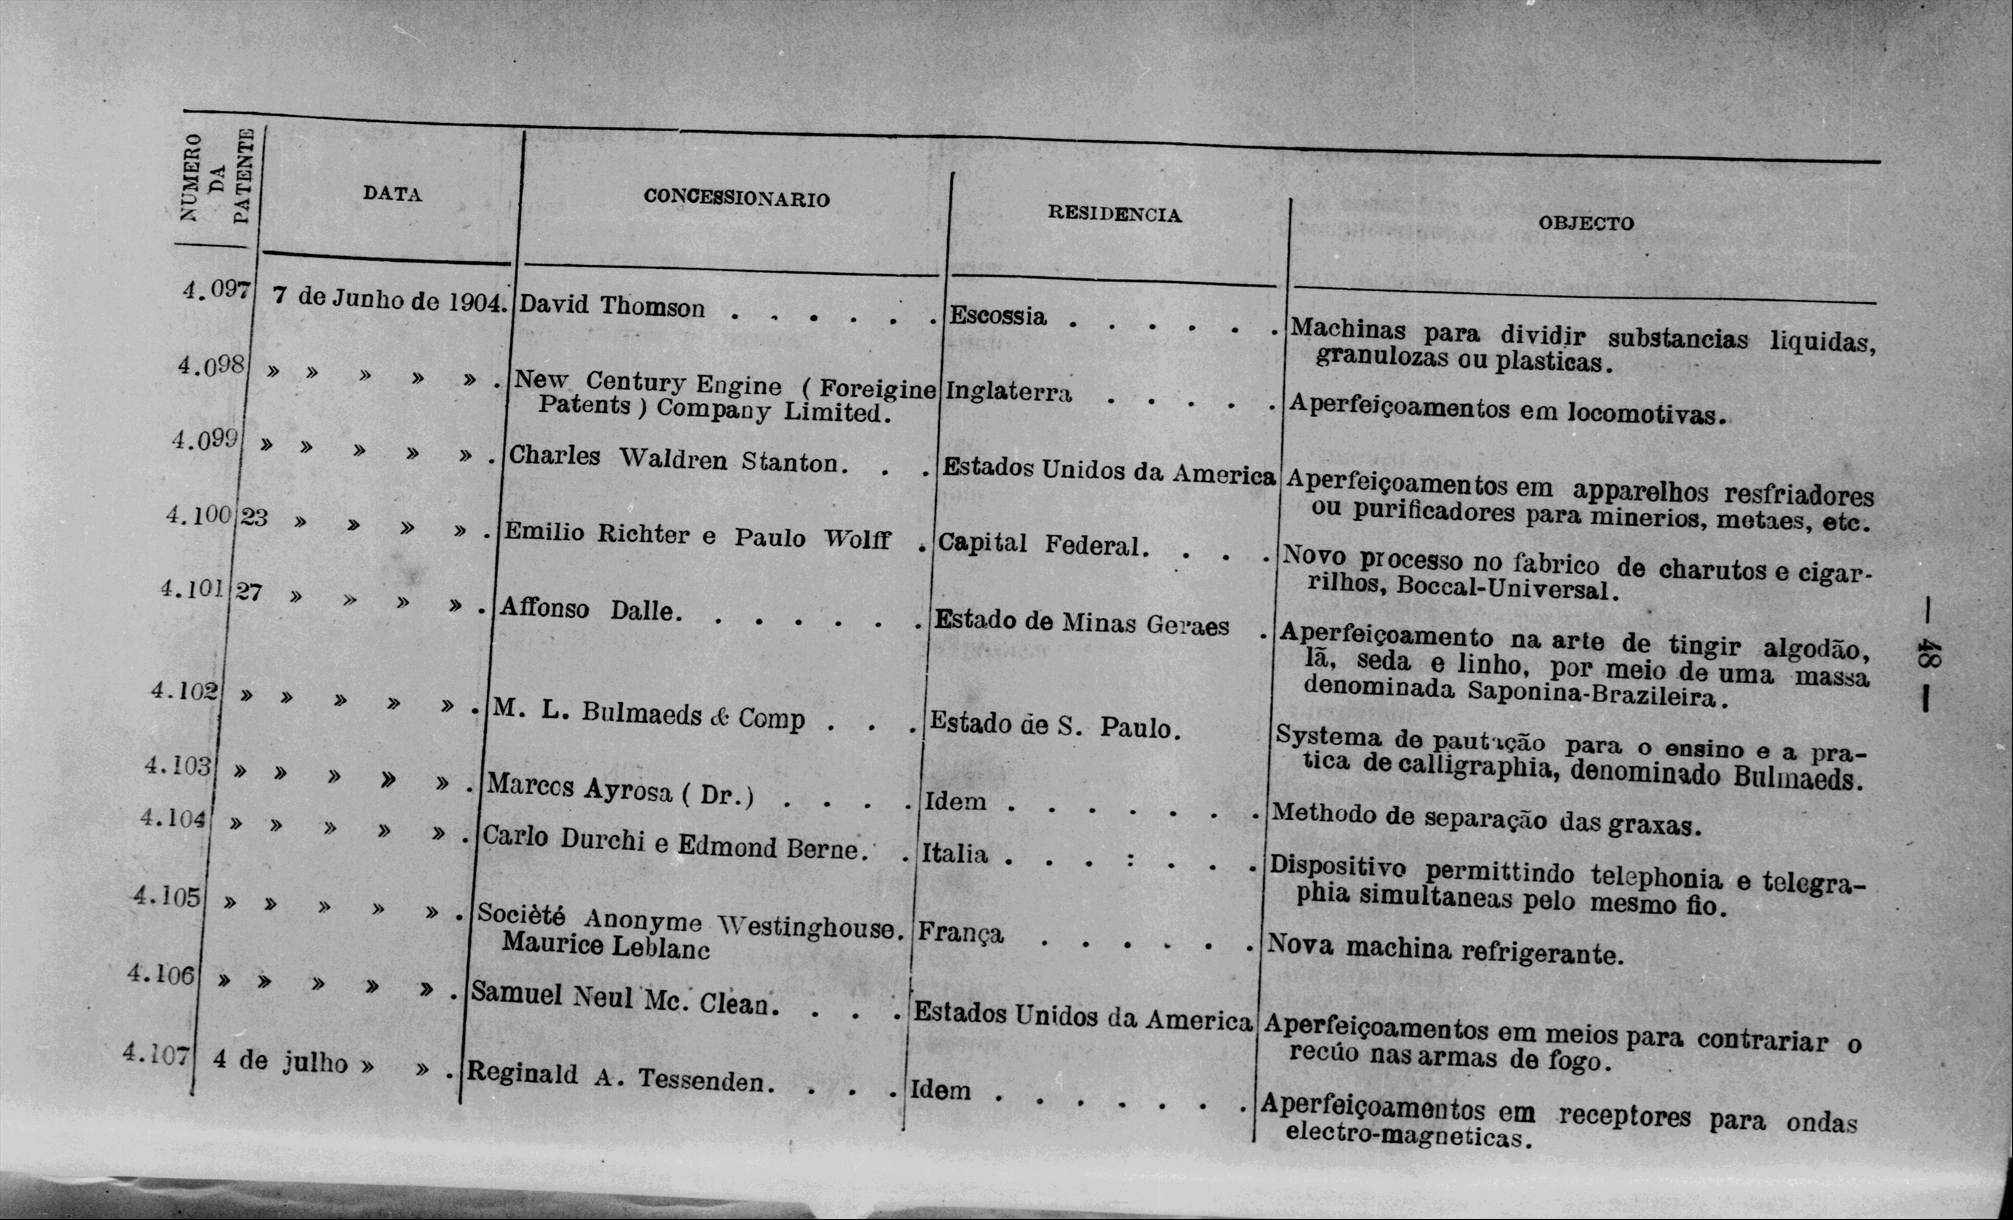 NUMERO
DA
PATENTE
DATA
CONCESSIONARIO
RESIDENCIA
OBJECTO
4.097 7 de Junho de 1904. David Thomson . . . . . . Escossia . . . . . . Machinas para dividir substancias liquidas,
granulozas ou plasticas.
4.098 » » » » » . New Century Engine ( Foreigine Inglaterra . . . . . Aperfeiçoamentos em locomotivas.
Patents ) Company Limited.
4.099 » » » » » . Charles Waldren Stanton. . . Estados Unidos da America Aperfeiçoamentos em apparelhos resfriadores
ou purificadores para minerios, metaes, etc.
4.100 23 » » » » . Emilio Richter e Paulo Wolff . Capital Federal. . . . Novo processo no fabrico de charutos e cigar-
rilhos, Boccal-Universal.
4.101 27 » » » » . Affonso Dalle. . . . . . . Estado de Minas Geraes . Aperfeiçoamento na arte de tingir algodão,
lã, seda e linho, por meio de uma massa
denominada Saponina-Brazileira.
4.102 » » » » » . M. L. Bulmaeds & Comp . . . Estado de S. Paulo. Systema de pautação para o ensino e a pra-
tica de calligraphia, denominado Bulmaeds.
4.103 » » » » » . Marcos Ayrosa ( Dr.) . . . . Idem . . . . . . . Methodo de separação das graxas.
4.104 » » » » » . Carlo Durchi e Edmond Berne. . Italia . . . : . . . Dispositivo permittindo telephonia e telegra-
phia simultaneas pelo mesmo fio.
4.105 » » » » » . Socièté Anonyme Westinghouse. França . . . . . . Nova machina refrigerante.
Maurice Leblanc
4.106 » » » » » . Samuel Neul Mc. Clean. . . . Estados Unidos da America Aperfeiçoamentos em meios para contrariar o
recúo nas armas de fogo.
4.107 4 de julho » » . Reginald A. Tessenden. . . . Idem . . . . . . . Aperfeiçoamentos em receptores para ondas
electro-magneticas.
— 48 —